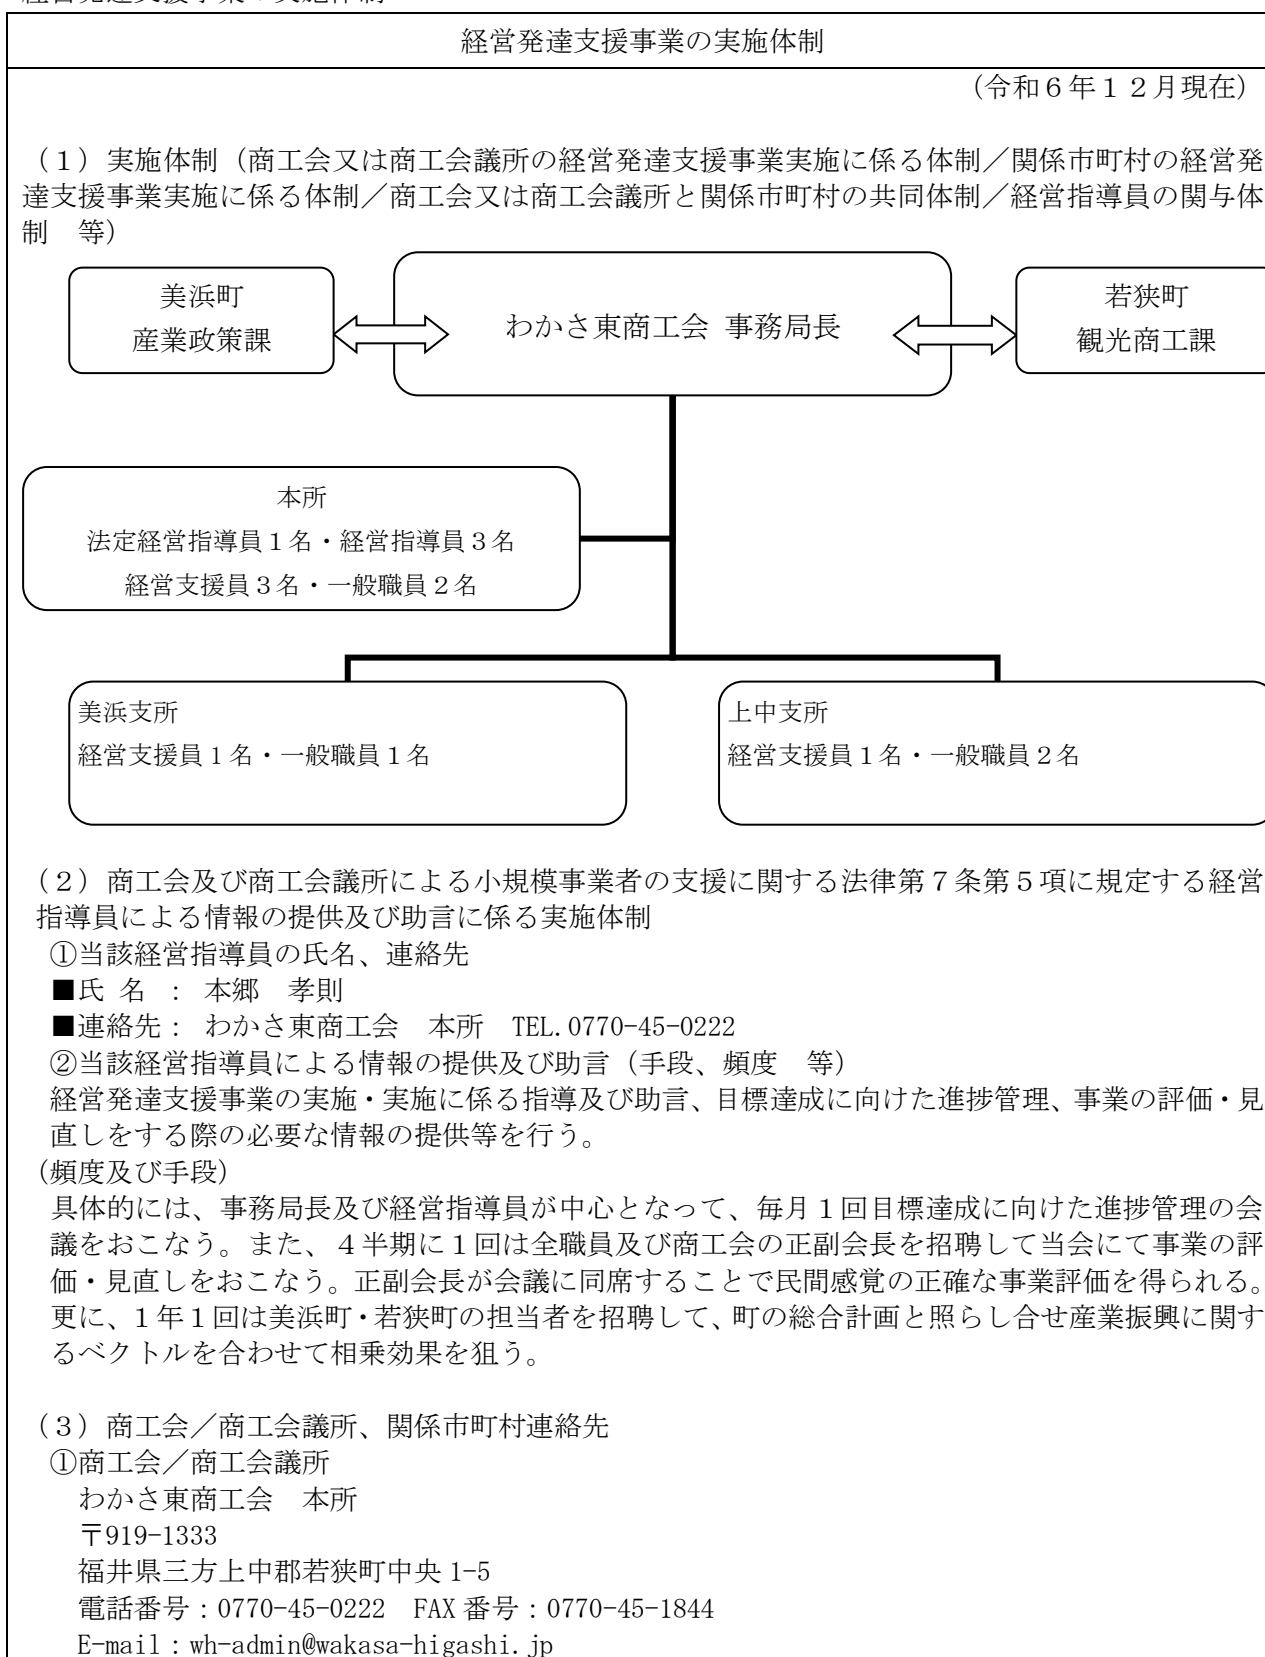 経営発達支援事業の実施体制
経営発達支援事業の実施体制
（令和６年１２月現在）
（１）実施体制（商工会又は商工会議所の経営発達支援事業実施に係る体制／関係市町村の経営発
達支援事業実施に係る体制／商工会又は商工会議所と関係市町村の共同体制／経営指導員の関与体
制　等）
美浜町
産業政策課
わかさ東商工会 事務局長
若狭町
観光商工課
本所
法定経営指導員１名・経営指導員３名
経営支援員３名・一般職員２名
美浜支所
経営支援員１名・一般職員１名
上中支所
経営支援員１名・一般職員２名
（２）商工会及び商工会議所による小規模事業者の支援に関する法律第７条第５項に規定する経営
指導員による情報の提供及び助言に係る実施体制
①当該経営指導員の氏名、連絡先
■氏 名 ： 本郷　孝則
■連絡先： わかさ東商工会　本所　TEL.0770-45-0222
②当該経営指導員による情報の提供及び助言（手段、頻度　等）
経営発達支援事業の実施・実施に係る指導及び助言、目標達成に向けた進捗管理、事業の評価・見
直しをする際の必要な情報の提供等を行う。
(頻度及び手段)
具体的には、事務局長及び経営指導員が中心となって、毎月１回目標達成に向けた進捗管理の会
議をおこなう。また、４半期に１回は全職員及び商工会の正副会長を招聘して当会にて事業の評
価・見直しをおこなう。正副会長が会議に同席することで民間感覚の正確な事業評価を得られる。
更に、１年１回は美浜町・若狭町の担当者を招聘して、町の総合計画と照らし合せ産業振興に関す
るベクトルを合わせて相乗効果を狙う。
（３）商工会／商工会議所、関係市町村連絡先
①商工会／商工会議所
わかさ東商工会　本所
〒919-1333
福井県三方上中郡若狭町中央 1-5
電話番号：0770-45-0222　FAX 番号：0770-45-1844
E-mail：wh-admin@wakasa-higashi.jp